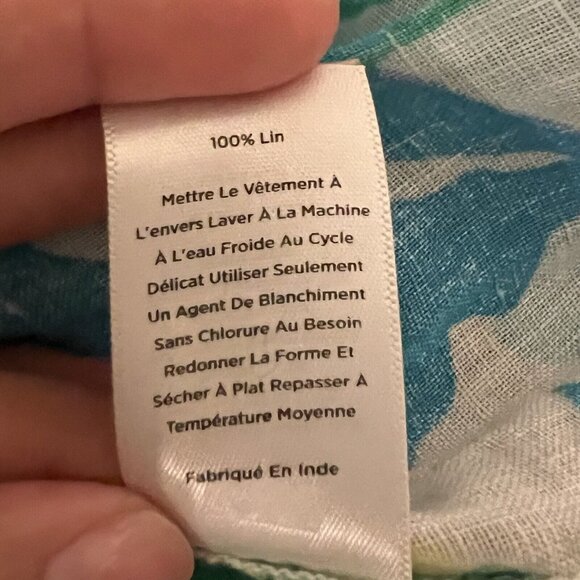 100% Lin
Mettre Le Vêtement À
L'envers Laver À La Machine
À L'eau Froide Au Cycle
Délicat Utiliser Seulement
Un Agent De Blanchiment
Sans Chlorure Au Besoin
Redonner La Forme Et
Sécher À Plat Repasser À
Température Moyenne
Fabriqué En Inde